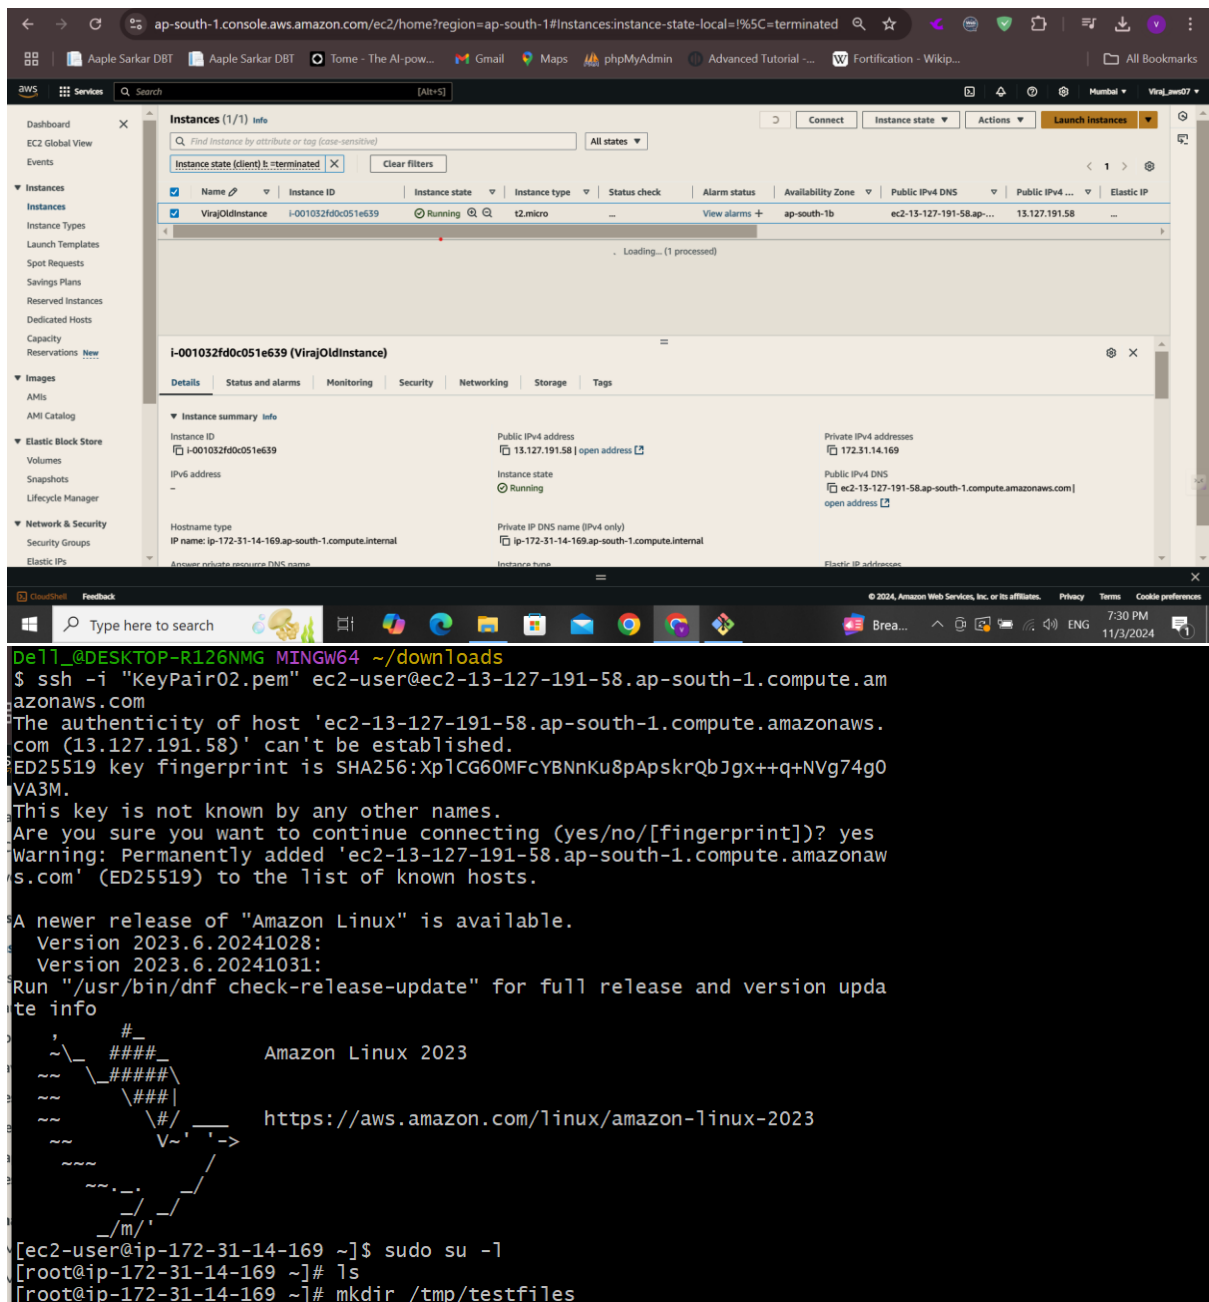 ap-south-1.console.aws.amazon.com/ec2/home?region=ap-south-1#Instances:instance-state-local=!%5C=terminated
Aaple Sarkar DBT
Aaple Sarkar DBT
Tome - The AI-pow...
Gmail
Maps
phpMyAdmin
Advanced Tutorial -...
Fortification - Wikip...
All Bookmarks
aws
Services
Search
[Alt+S]
Mumbai
Viraj_aws07
Dashboard
EC2 Global View
Events
Instances
Instances
Instance Types
Launch Templates
Spot Requests
Savings Plans
Reserved Instances
Dedicated Hosts
Capacity
Reservations New
Images
AMIs
AMI Catalog
Elastic Block Store
Volumes
Snapshots
Lifecycle Manager
Network & Security
Security Groups
Elastic IPs
Instances (1/1) Info
Connect
Instance state
Actions
Launch instances
Find Instance by attribute or tag (case-sensitive)
All states
Instance state (client) != terminated
Clear filters
1
Name Instance ID Instance state Instance type Status check Alarm status Availability Zone Public IPv4 DNS Public IPv4 ... Elastic IP
VirajOldInstance i-001032fd0c051e639 Running t2.micro – View alarms + ap-south-1b ec2-13-127-191-58.ap-... 13.127.191.58 –
Loading... (1 processed)
i-001032fd0c051e639 (VirajOldInstance)
Details Status and alarms Monitoring Security Networking Storage Tags
Instance summary Info
Instance ID
i-001032fd0c051e639
Public IPv4 address
13.127.191.58 | open address
Private IPv4 addresses
172.31.14.169
IPv6 address
–
Instance state
Running
Public IPv4 DNS
ec2-13-127-191-58.ap-south-1.compute.amazonaws.com |
open address
Hostname type
IP name: ip-172-31-14-169.ap-south-1.compute.internal
Private IP DNS name (IPv4 only)
ip-172-31-14-169.ap-south-1.compute.internal
Answer private resource DNS name
Instance type
Elastic IP addresses
CloudShell Feedback
© 2024, Amazon Web Services, Inc. or its affiliates. Privacy Terms Cookie preferences
Type here to search
Brea...
ENG
7:30 PM
11/3/2024
1
Dell_@DESKTOP-R126NMG MINGW64 ~/downloads
$ ssh -i "KeyPair02.pem" ec2-user@ec2-13-127-191-58.ap-south-1.compute.am
azonaws.com
The authenticity of host 'ec2-13-127-191-58.ap-south-1.compute.amazonaws.
com (13.127.191.58)' can't be established.
ED25519 key fingerprint is SHA256:XplCG6OMFcYBNnKu8pApskrQbJgx++q+NVg74gO
VA3M.
This key is not known by any other names.
Are you sure you want to continue connecting (yes/no/[fingerprint])? yes
Warning: Permanently added 'ec2-13-127-191-58.ap-south-1.compute.amazonaw
s.com' (ED25519) to the list of known hosts.
A newer release of "Amazon Linux" is available.
Version 2023.6.20241028:
Version 2023.6.20241031:
Run "/usr/bin/dnf check-release-update" for full release and version upda
te info
Amazon Linux 2023
https://aws.amazon.com/linux/amazon-linux-2023
[ec2-user@ip-172-31-14-169 ~]$ sudo su -l
[root@ip-172-31-14-169 ~]# ls
[root@ip-172-31-14-169 ~]# mkdir /tmp/testfiles